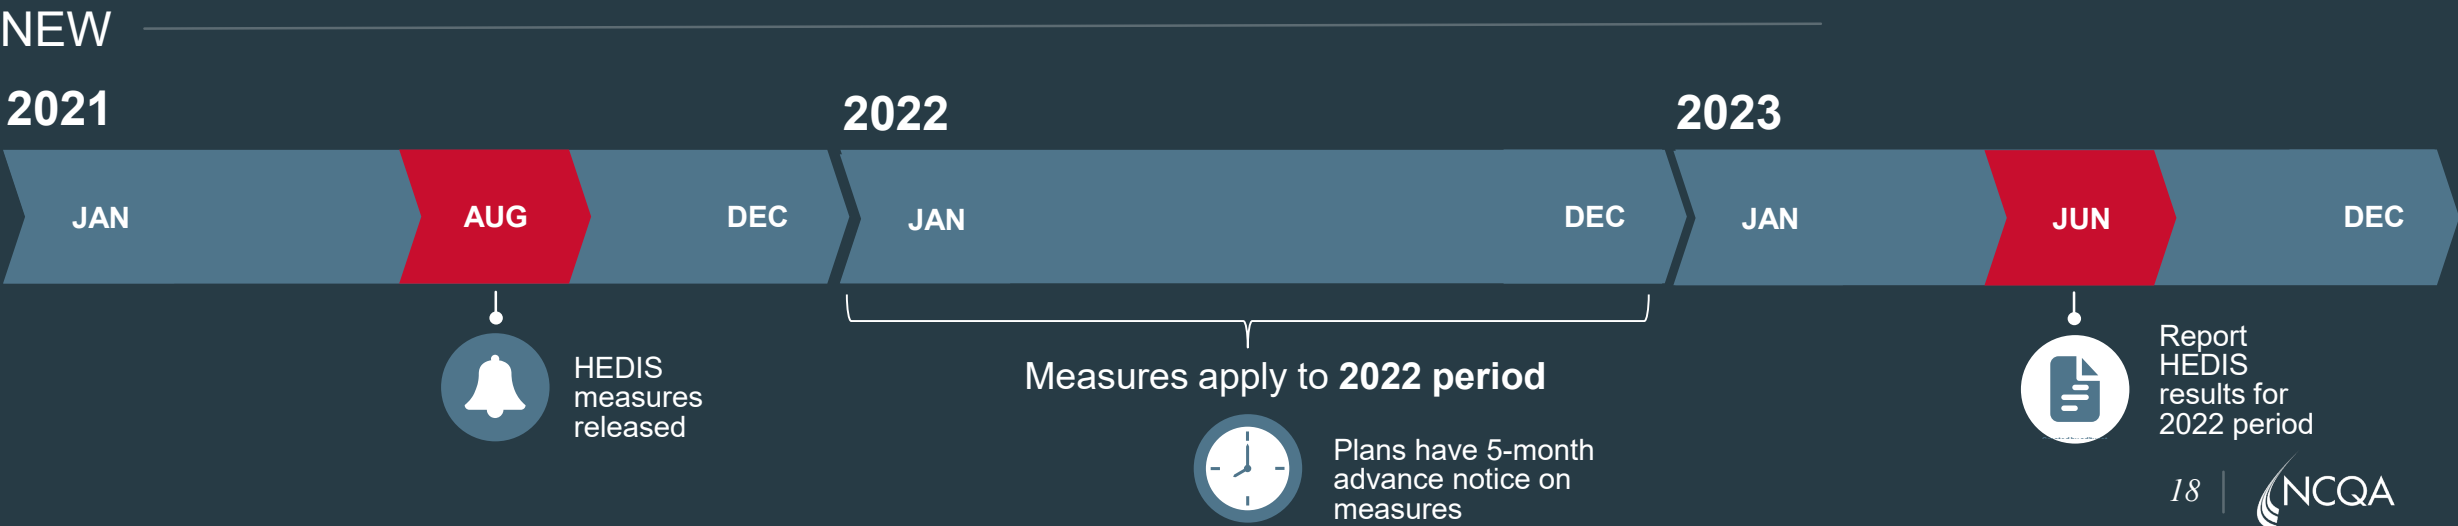 NEW
2021
2022
2023
JAN
AUG
DEC
JAN
DEC
JAN
JUN
DEC
HEDIS
measures
released
Measures apply to 2022 period
Plans have 5-month
advance notice on
measures
Report
HEDIS
results for
2022 period
18
NCQA